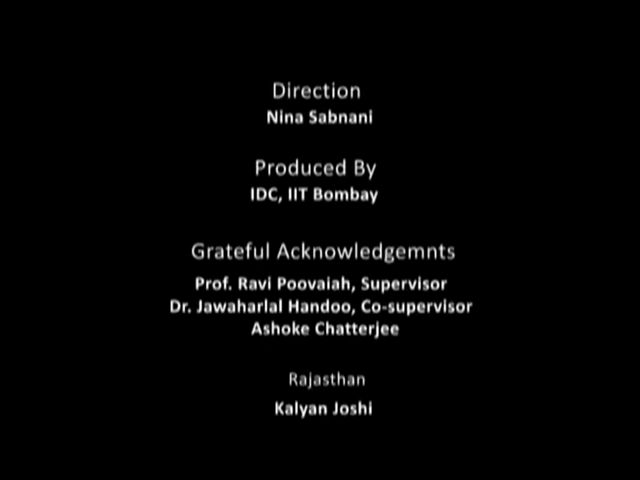 Direction
Nina Sabnani
Produced By
IDC, IIT Bombay
Grateful Acknowledgemnts
Prof. Ravi Poovaiah, Supervisor
Dr. Jawaharlal Handoo, Co-supervisor
Ashoke Chatterjee
Rajasthan
Kalyan Joshi